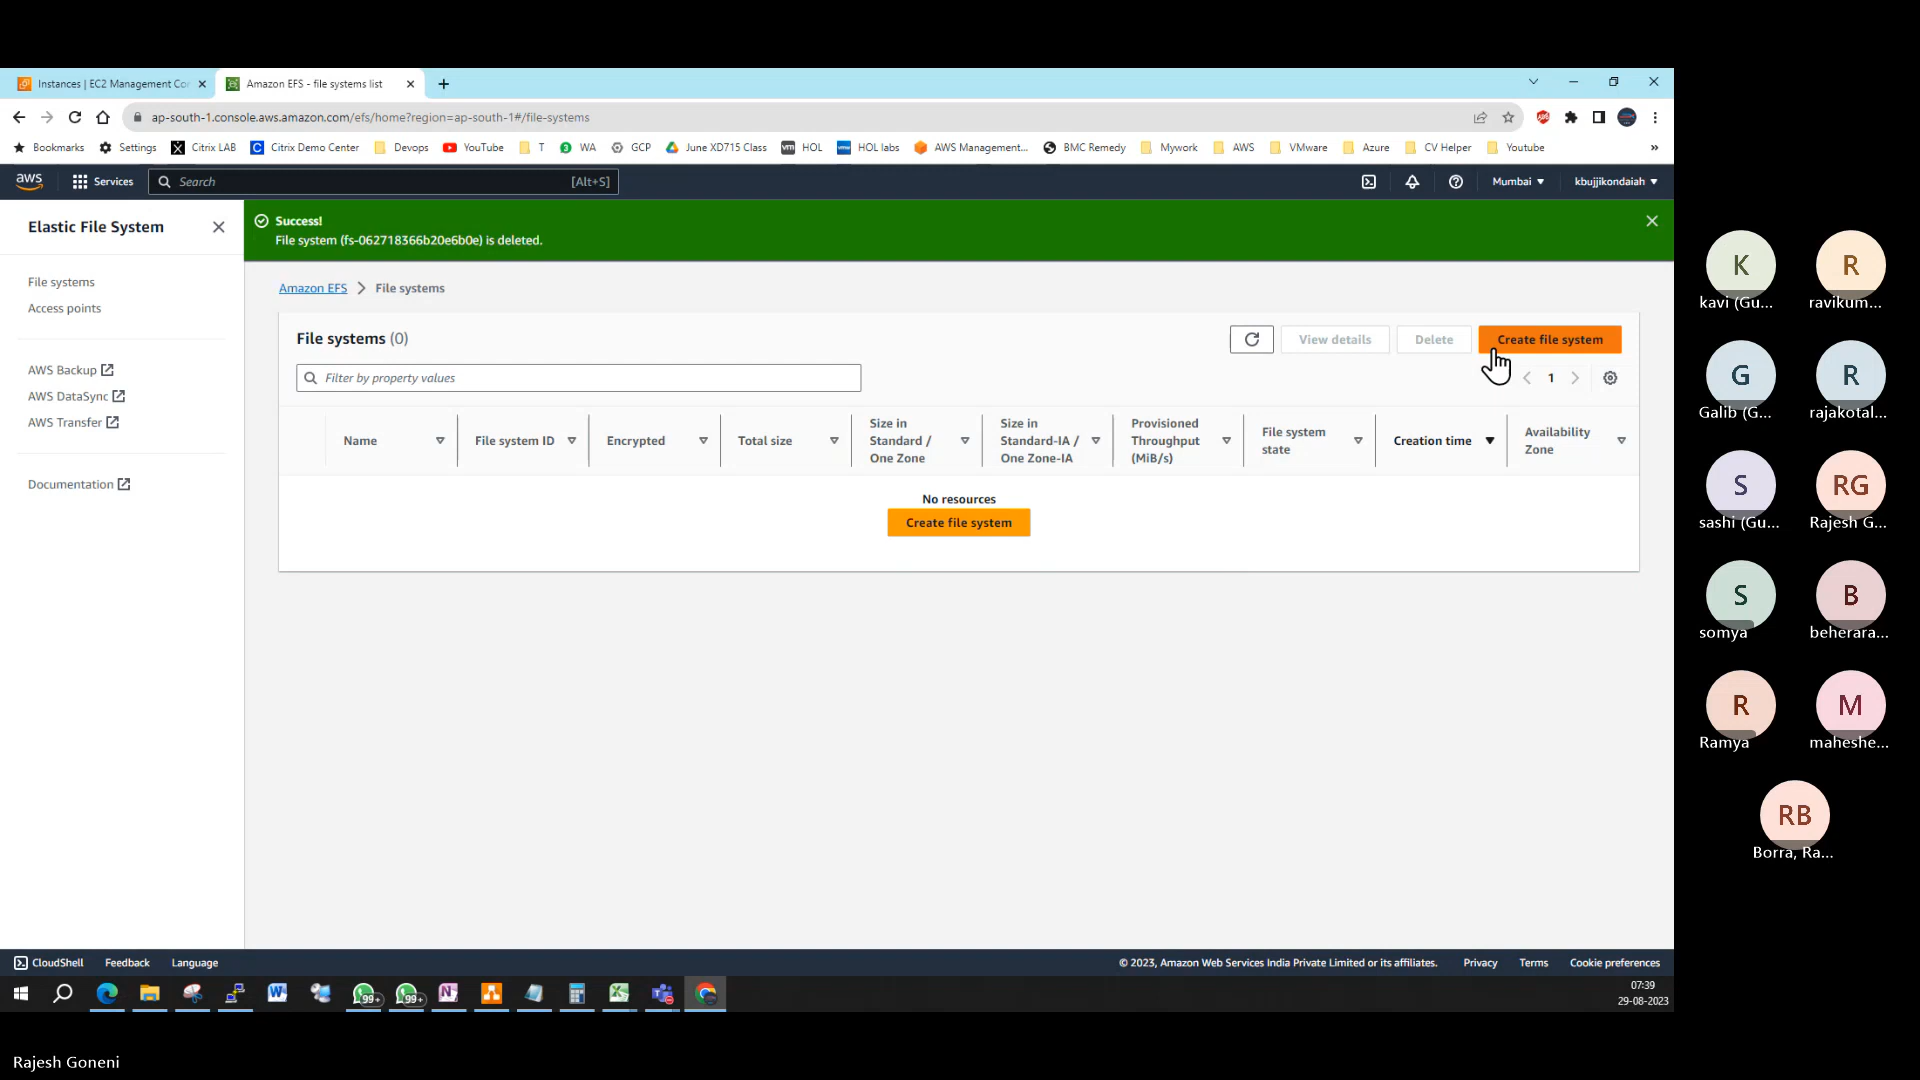 Instances | EC2 Management Con
Amazon EFS - file systems list
ap-south-1.console.aws.amazon.com/efs/home?region=ap-south-1#/file-systems
Bookmarks
Settings
Citrix LAB
Citrix Demo Center
Devops
YouTube
T
WA
GCP
June XD715 Class
HOL
HOL labs
AWS Management...
BMC Remedy
Mywork
AWS
VMware
Azure
CV Helper
Youtube
»
aws
Services
Search
[Alt+S]
Mumbai
kbujjikondaiah
Elastic File System
File systems
Access points
AWS Backup
AWS DataSync
AWS Transfer
Documentation
Success!
File system (fs-062718366b20e6b0e) is deleted.
Amazon EFS
File systems
File systems (0)
View details
Delete
Create file system
Filter by property values
1
Name
File system ID
Encrypted
Total size
Size in
Standard /
One Zone
Size in
Standard-IA /
One Zone-IA
Provisioned
Throughput
(MiB/s)
File system
state
Creation time
Availability
Zone
No resources
Create file system
CloudShell
Feedback
Language
© 2023, Amazon Web Services India Private Limited or its affiliates.
Privacy
Terms
Cookie preferences
99+
99+
07:39
29-08-2023
K
kavi (Gu...
R
ravikum...
G
Galib (G...
R
rajakotal...
S
sashi (Gu...
RG
Rajesh G...
S
somya
B
beherara...
R
Ramya
M
maheshe...
RB
Borra, Ra...
Rajesh Goneni